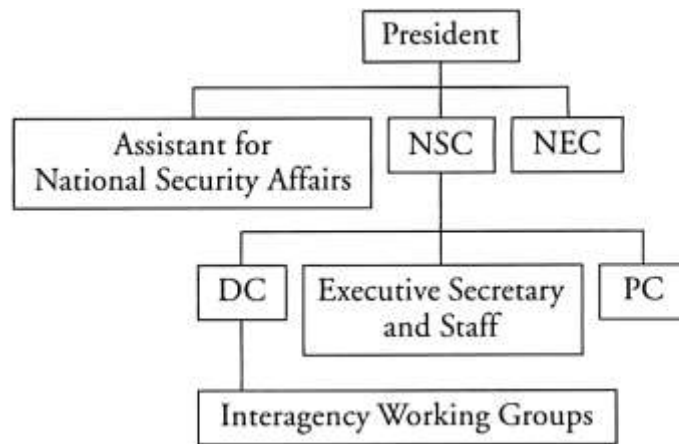 President
Assistant for
National Security Affairs
NSC
NEC
DC
Executive Secretary
and Staff
PC
Interagency Working Groups